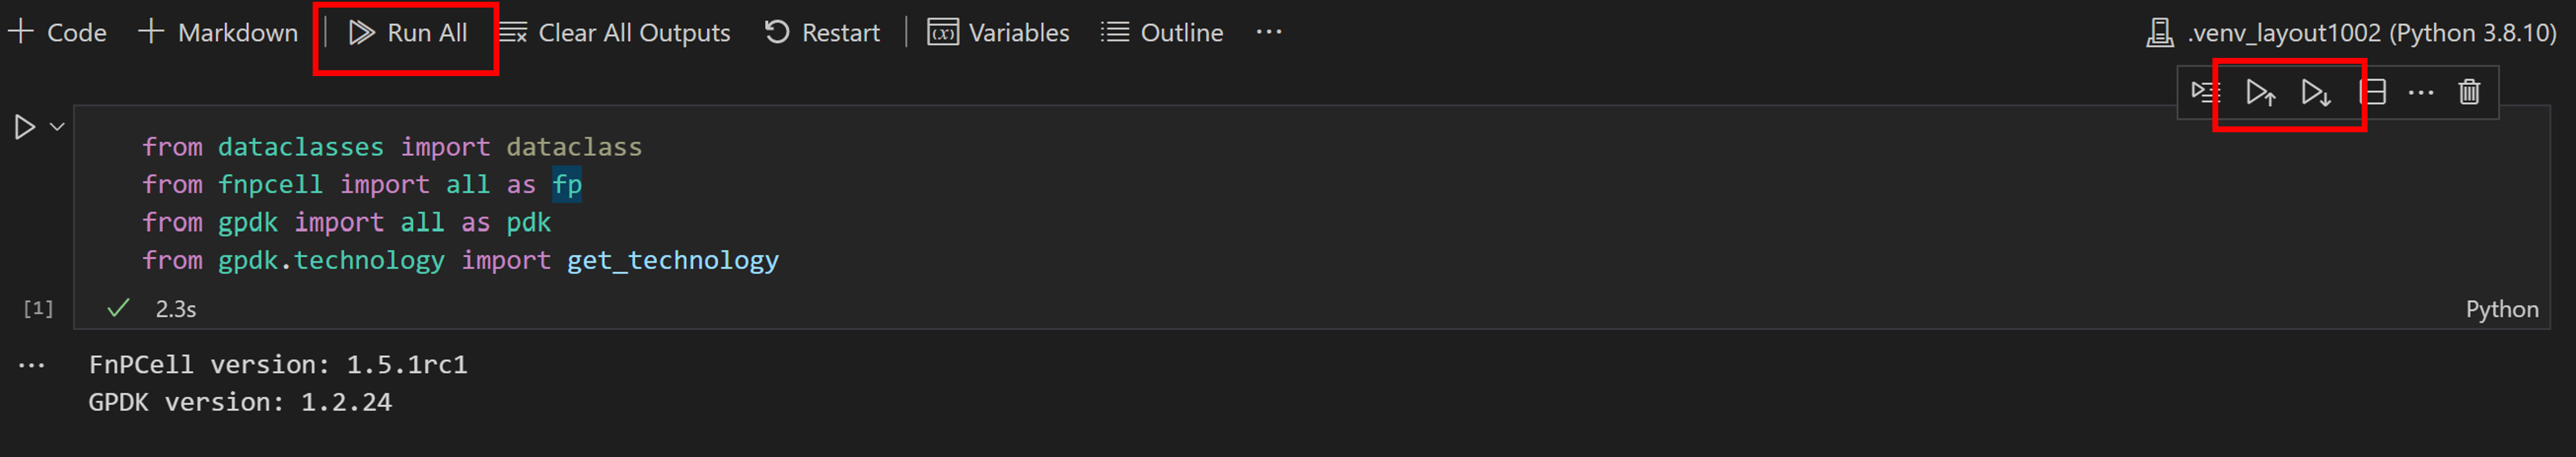 Code Markdown Run All Clear All Outputs Restart Variables Outline ... .venv_layout1002 (Python 3.8.10)
from dataclasses import dataclass
from fnpcell import all as fp
from gpdk import all as pdk
from gpdk.technology import get_technology
[1] 2.3s Python
FnPCell version: 1.5.1rc1
GPDK version: 1.2.24